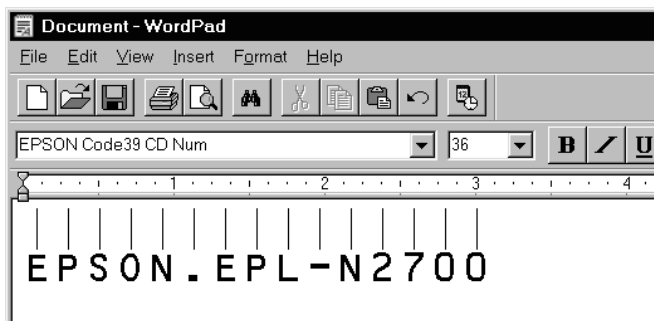 Document - WordPad
File Edit View Insert Format Help
EPSON Code39 CD Num 36 B I U
1 2 3 4
EPSON.EPL-N2700